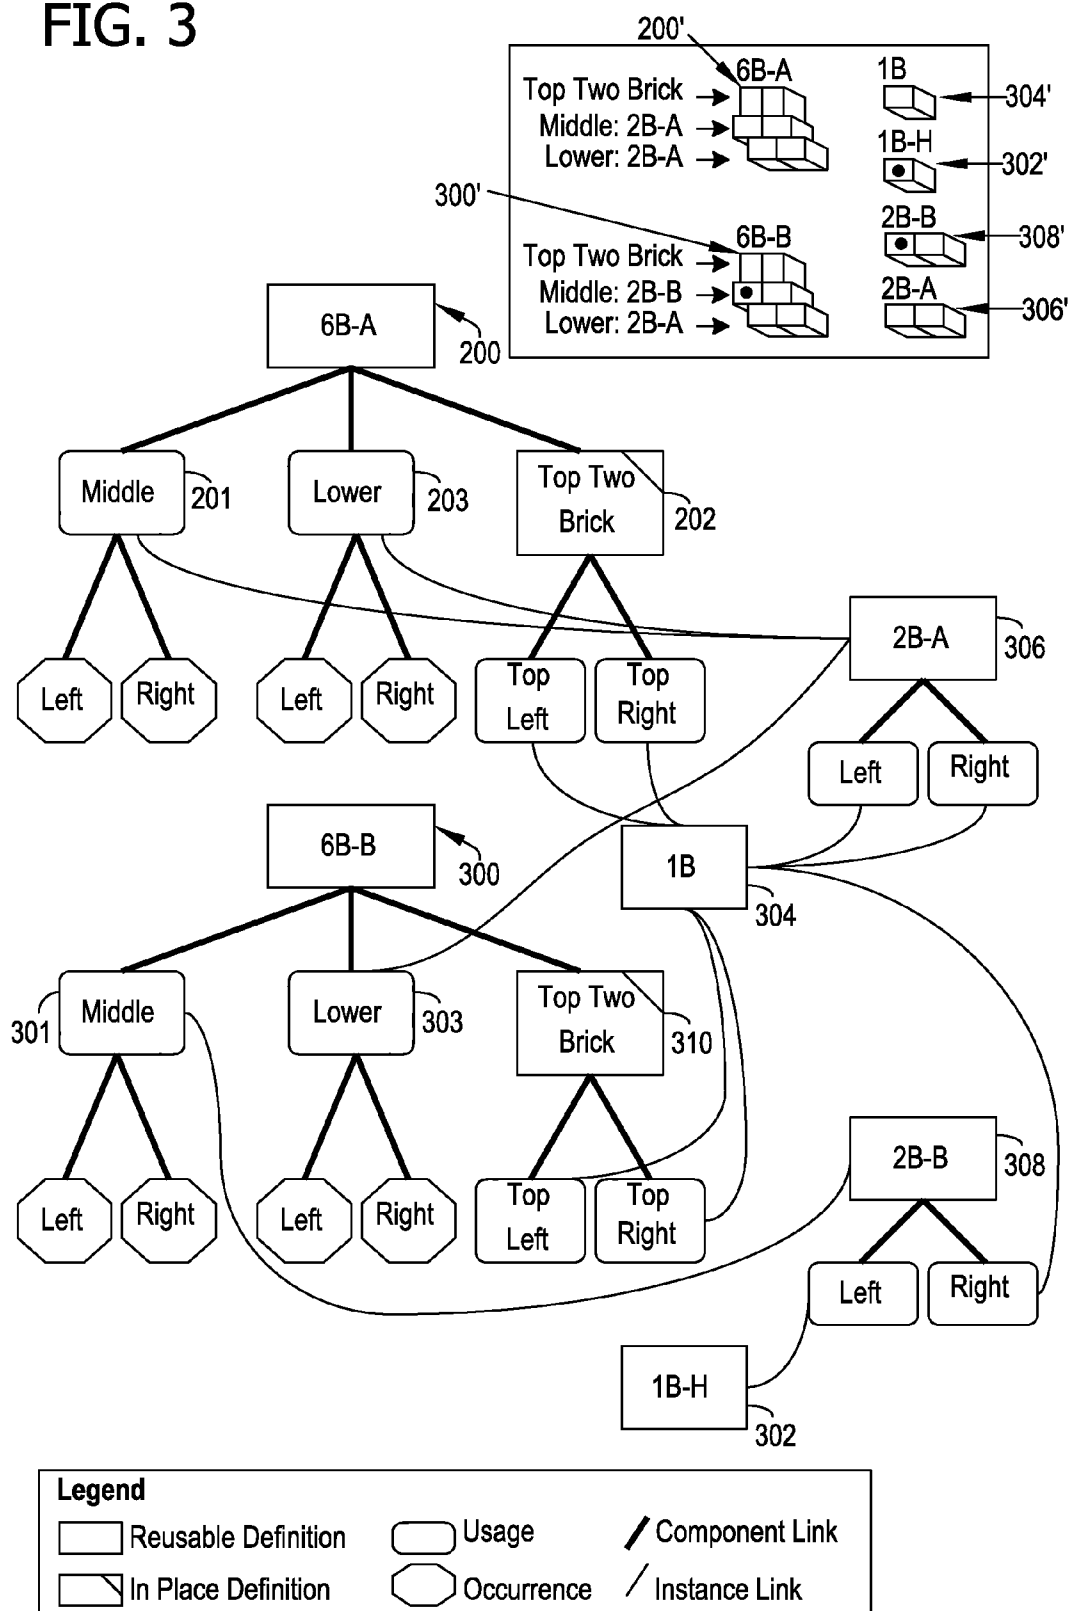 FIG. 3
200'
6B-A
Top Two Brick
Middle: 2B-A
Lower: 2B-A
1B
304'
1B-H
302'
300'
6B-B
Top Two Brick
Middle: 2B-B
Lower: 2B-A
2B-B
308'
2B-A
306'
6B-A
200
Middle
201
Lower
203
Top Two
Brick
202
Left
Right
Left
Right
Top
Left
Top
Right
2B-A
306
Left
Right
6B-B
300
1B
304
301
Middle
Lower
303
Top Two
Brick
310
Left
Right
Left
Right
Top
Left
Top
Right
2B-B
308
Left
Right
1B-H
302
Legend
Reusable Definition
Usage
Component Link
In Place Definition
Occurrence
Instance Link